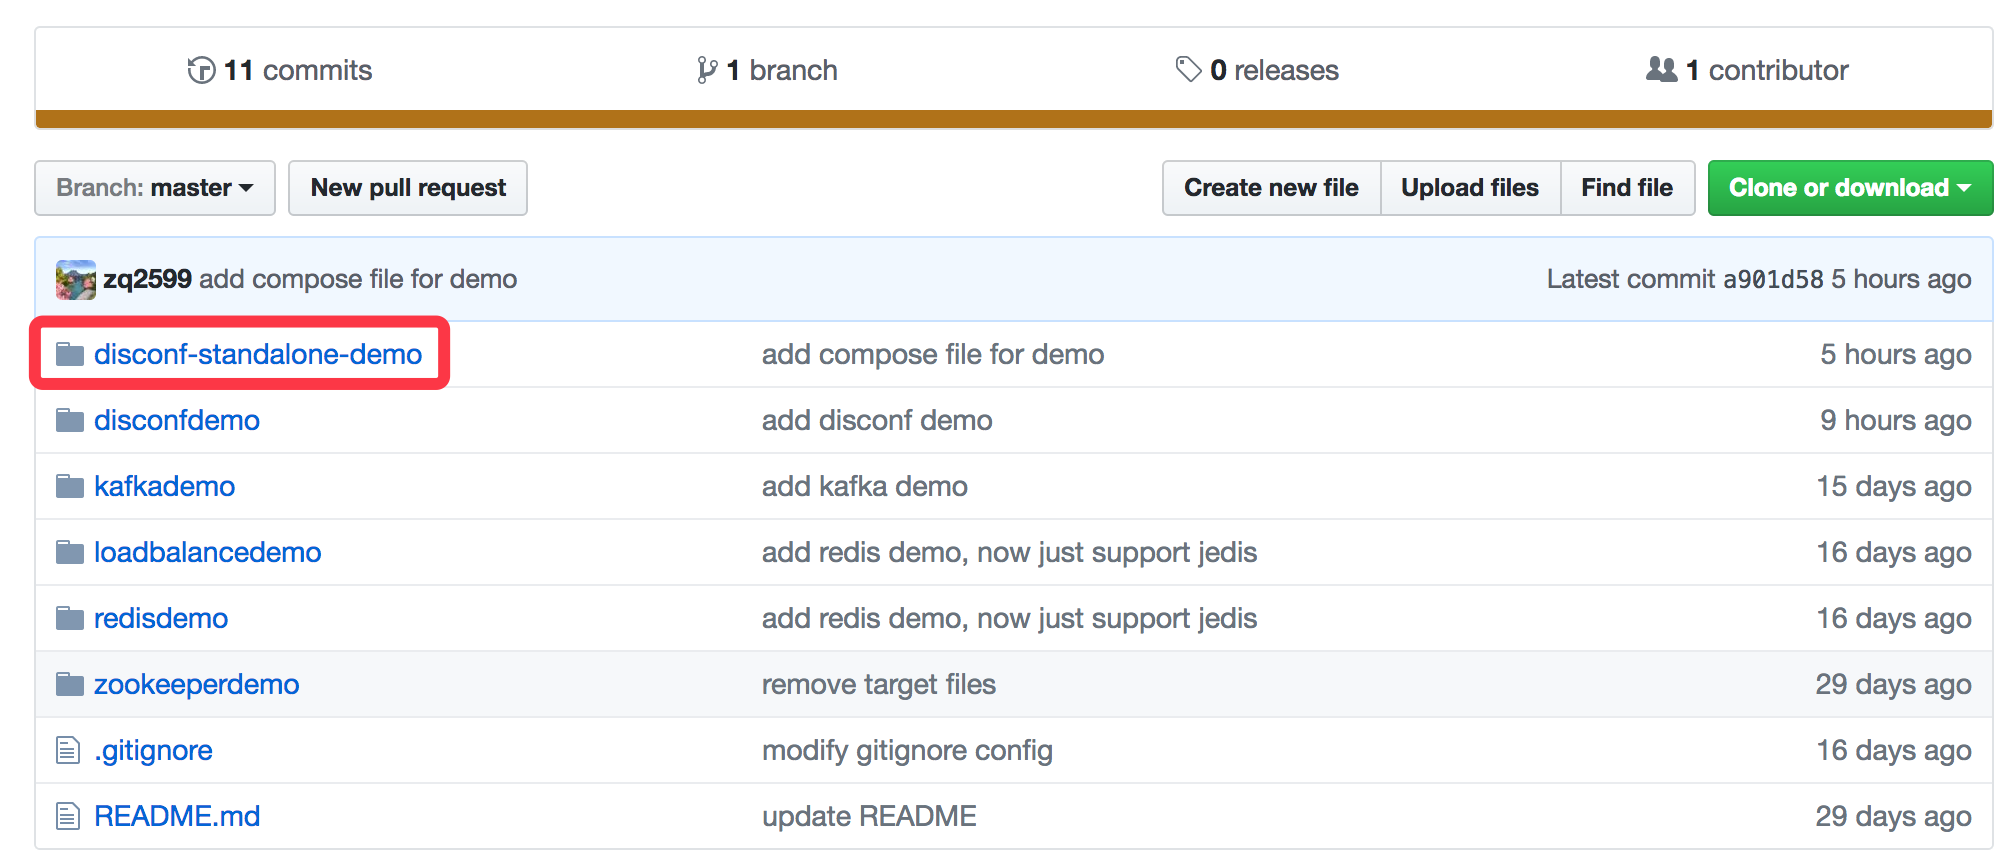 11 commits 1 branch 0 releases 1 contributor
Branch: master New pull request Create new file Upload files Find file Clone or download
zq2599 add compose file for demo Latest commit a901d58 5 hours ago
disconf-standalone-demo add compose file for demo 5 hours ago
disconfdemo add disconf demo 9 hours ago
kafkademo add kafka demo 15 days ago
loadbalancedemo add redis demo, now just support jedis 16 days ago
redisdemo add redis demo, now just support jedis 16 days ago
zookeeperdemo remove target files 29 days ago
.gitignore modify gitignore config 16 days ago
README.md update README 29 days ago